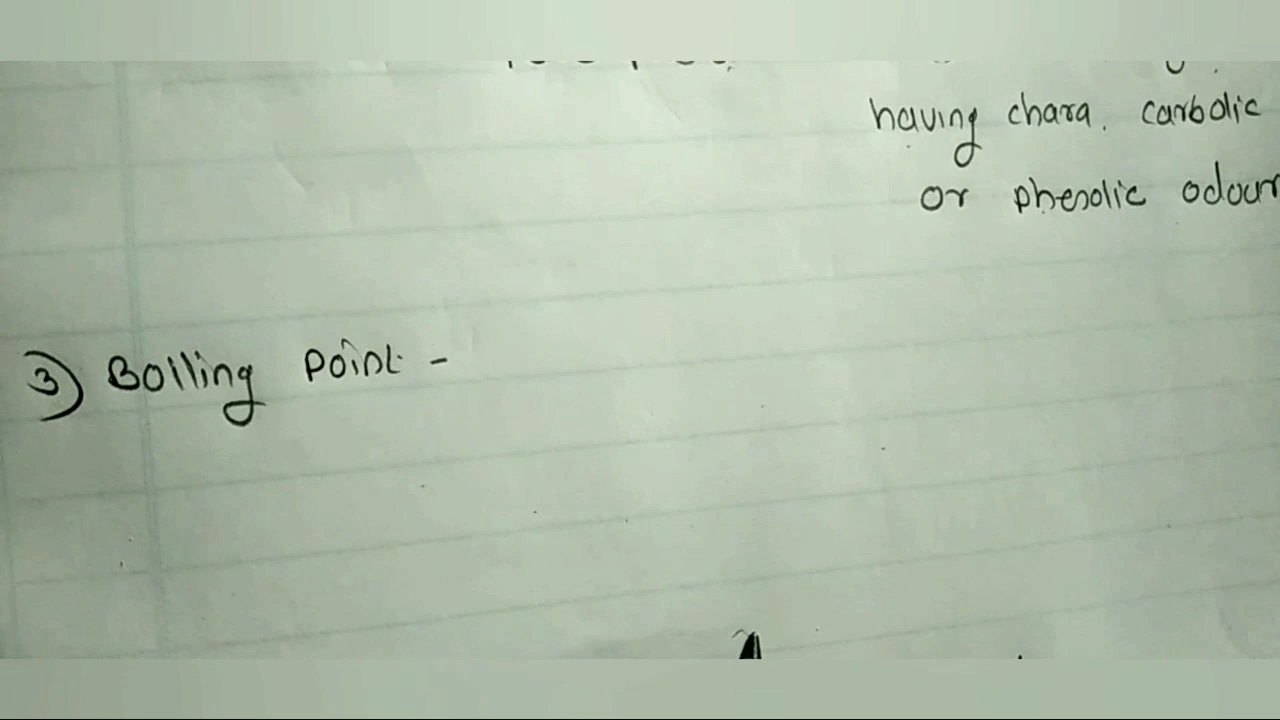 having chara. carbolic
or phenolic odour
3) Boiling point -